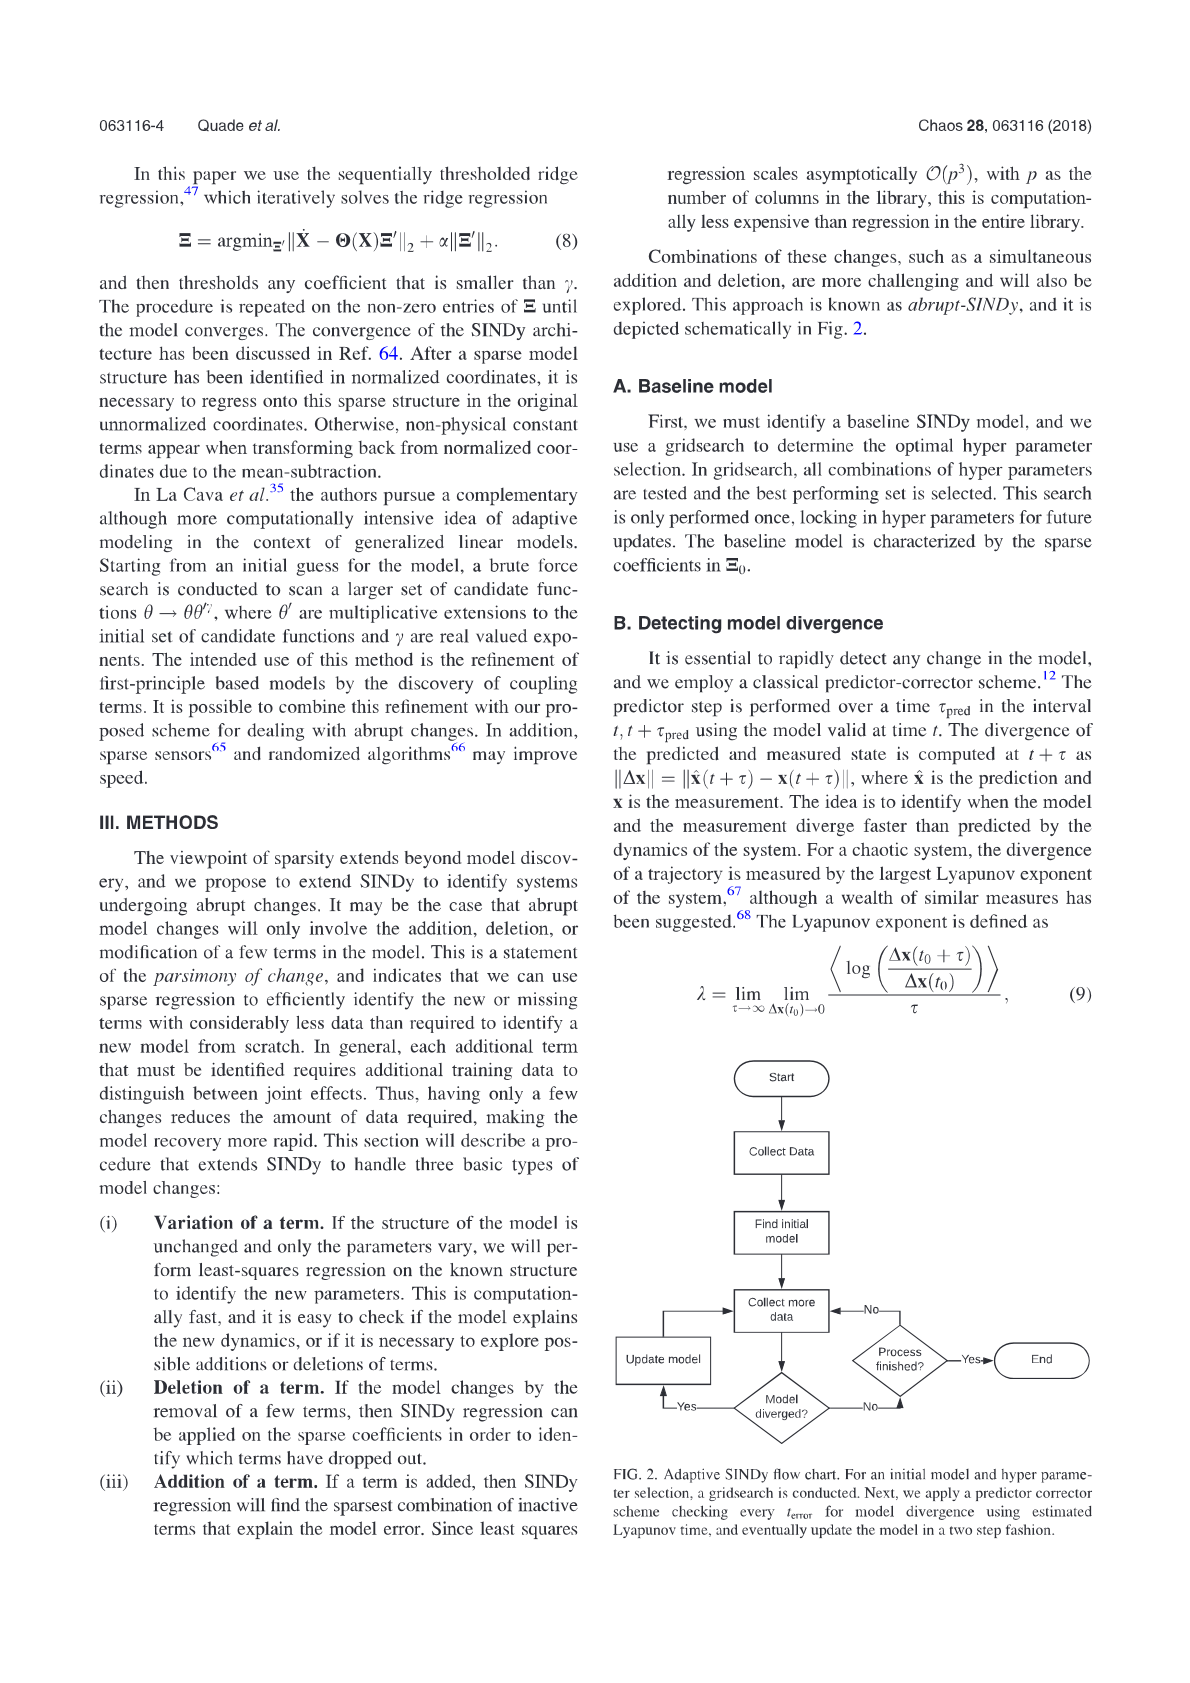 063116-4 Quade et al. Chaos 28, 063116 (2018)
In this paper we use the sequentially thresholded ridge
regression,47 which iteratively solves the ridge regression
Ξ = argminΞ′‖Ẋ − Θ(X)Ξ′‖2 + α‖Ξ′‖2. (8)
and then thresholds any coefficient that is smaller than γ.
The procedure is repeated on the non-zero entries of Ξ until
the model converges. The convergence of the SINDy archi-
tecture has been discussed in Ref. 64. After a sparse model
structure has been identified in normalized coordinates, it is
necessary to regress onto this sparse structure in the original
unnormalized coordinates. Otherwise, non-physical constant
terms appear when transforming back from normalized coor-
dinates due to the mean-subtraction.
In La Cava et al.35 the authors pursue a complementary
although more computationally intensive idea of adaptive
modeling in the context of generalized linear models.
Starting from an initial guess for the model, a brute force
search is conducted to scan a larger set of candidate func-
tions θ → θθ′γ, where θ′ are multiplicative extensions to the
initial set of candidate functions and γ are real valued expo-
nents. The intended use of this method is the refinement of
first-principle based models by the discovery of coupling
terms. It is possible to combine this refinement with our pro-
posed scheme for dealing with abrupt changes. In addition,
sparse sensors65 and randomized algorithms66 may improve
speed.
III. METHODS
The viewpoint of sparsity extends beyond model discov-
ery, and we propose to extend SINDy to identify systems
undergoing abrupt changes. It may be the case that abrupt
model changes will only involve the addition, deletion, or
modification of a few terms in the model. This is a statement
of the parsimony of change, and indicates that we can use
sparse regression to efficiently identify the new or missing
terms with considerably less data than required to identify a
new model from scratch. In general, each additional term
that must be identified requires additional training data to
distinguish between joint effects. Thus, having only a few
changes reduces the amount of data required, making the
model recovery more rapid. This section will describe a pro-
cedure that extends SINDy to handle three basic types of
model changes:
(i) Variation of a term. If the structure of the model is
unchanged and only the parameters vary, we will per-
form least-squares regression on the known structure
to identify the new parameters. This is computation-
ally fast, and it is easy to check if the model explains
the new dynamics, or if it is necessary to explore pos-
sible additions or deletions of terms.
(ii) Deletion of a term. If the model changes by the
removal of a few terms, then SINDy regression can
be applied on the sparse coefficients in order to iden-
tify which terms have dropped out.
(iii) Addition of a term. If a term is added, then SINDy
regression will find the sparsest combination of inactive
terms that explain the model error. Since least squares
regression scales asymptotically O(p3), with p as the
number of columns in the library, this is computation-
ally less expensive than regression in the entire library.
Combinations of these changes, such as a simultaneous
addition and deletion, are more challenging and will also be
explored. This approach is known as abrupt-SINDy, and it is
depicted schematically in Fig. 2.
A. Baseline model
First, we must identify a baseline SINDy model, and we
use a gridsearch to determine the optimal hyper parameter
selection. In gridsearch, all combinations of hyper parameters
are tested and the best performing set is selected. This search
is only performed once, locking in hyper parameters for future
updates. The baseline model is characterized by the sparse
coefficients in Ξ0.
B. Detecting model divergence
It is essential to rapidly detect any change in the model,
and we employ a classical predictor-corrector scheme.12 The
predictor step is performed over a time τpred in the interval
t, t + τpred using the model valid at time t. The divergence of
the predicted and measured state is computed at t + τ as
‖Δx‖ = ‖x̂(t + τ) − x(t + τ)‖, where x̂ is the prediction and
x is the measurement. The idea is to identify when the model
and the measurement diverge faster than predicted by the
dynamics of the system. For a chaotic system, the divergence
of a trajectory is measured by the largest Lyapunov exponent
of the system,67 although a wealth of similar measures has
been suggested.68 The Lyapunov exponent is defined as
λ = lim τ→∞ lim Δx(t0)→0 ⟨log (Δx(t0 + τ) / Δx(t0))⟩ / τ, (9)
Start
Collect Data
Find initial
model
Collect more
data
No
Update model
Process
finished?
Yes
End
Model
diverged?
Yes
No
FIG. 2. Adaptive SINDy flow chart. For an initial model and hyper parame-
ter selection, a gridsearch is conducted. Next, we apply a predictor corrector
scheme checking every terror for model divergence using estimated
Lyapunov time, and eventually update the model in a two step fashion.